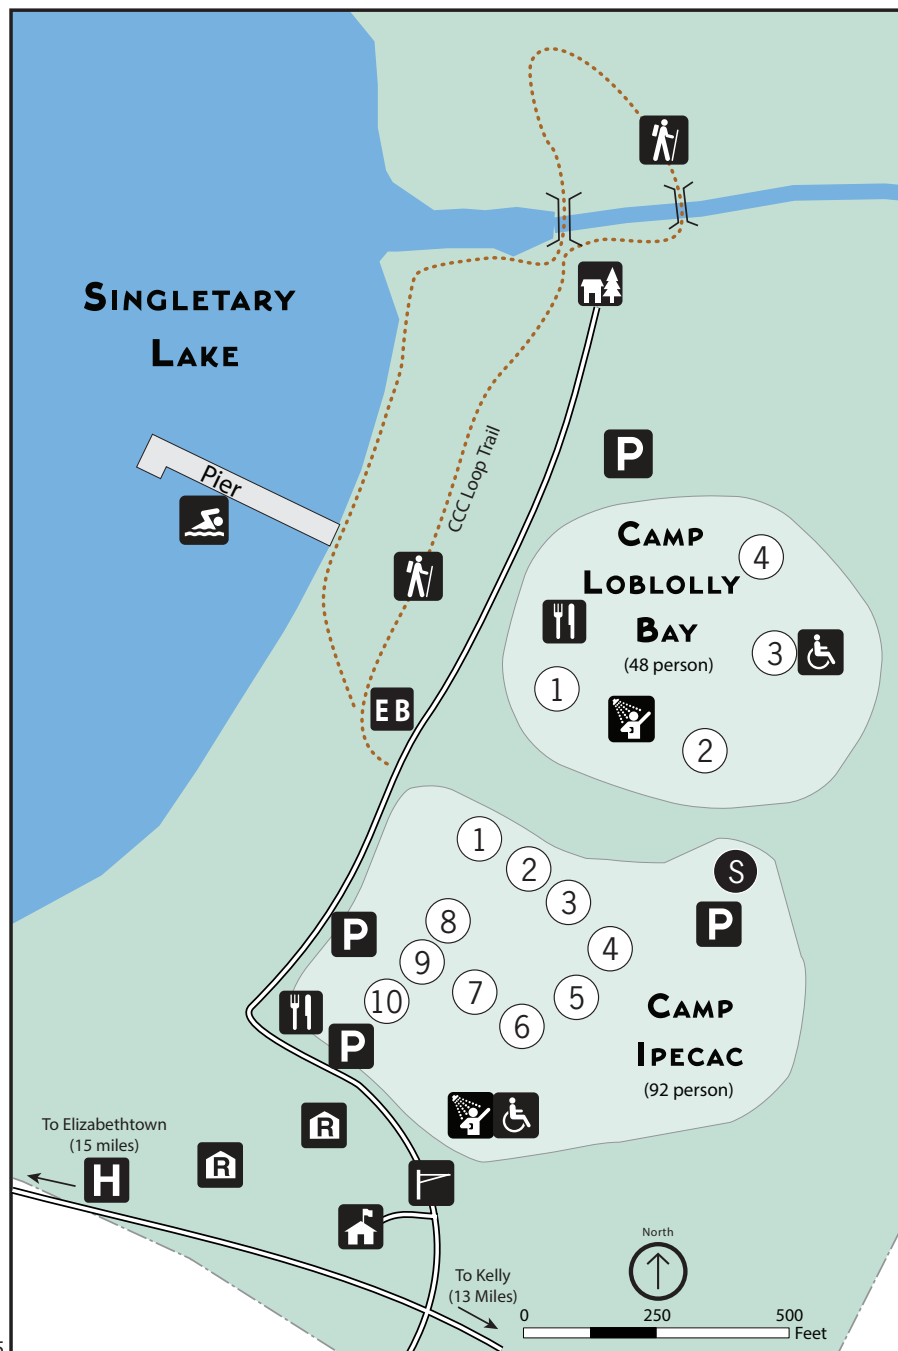 SINGLETARY
LAKE
Pier
CCC Loop Trail
P
CAMP
LOBLOLLY
BAY
(48 person)
4
3
1
2
E B
1
2
3
8
4
9
7
5
10
6
S
P
P
P
CAMP
IPECAC
(92 person)
To Elizabethtown
(15 miles)
H
R
R
North
To Kelly
(13 Miles)
0 250 500
Feet